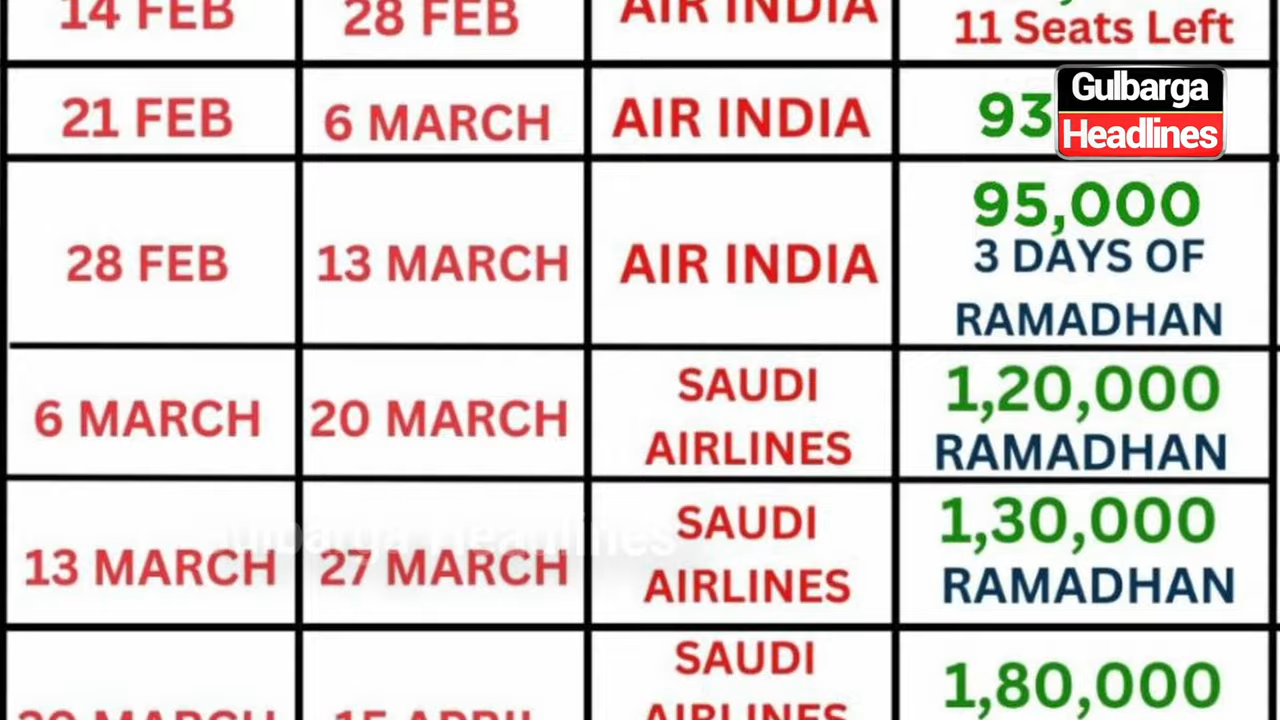 14 FEB 28 FEB AIR INDIA
11 Seats Left
21 FEB 6 MARCH AIR INDIA 93
Gulbarga
Headlines
28 FEB 13 MARCH AIR INDIA 95,000
3 DAYS OF
RAMADHAN
6 MARCH 20 MARCH SAUDI
AIRLINES 1,20,000
RAMADHAN
13 MARCH 27 MARCH SAUDI
AIRLINES 1,30,000
RAMADHAN
MARCH 15 APRIL SAUDI
AIRLINES 1,80,000